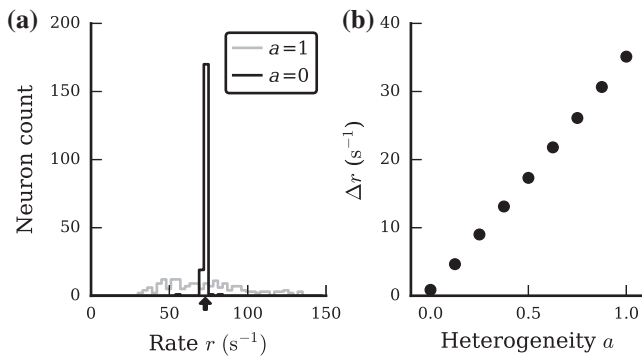 (a)
200
150
100
50
0
Neuron count
a=1
a=0
0 50 100 150
Rate r (s⁻¹)
(b)
40
30
20
10
0
Δr (s⁻¹)
0.0 0.5 1.0
Heterogeneity a